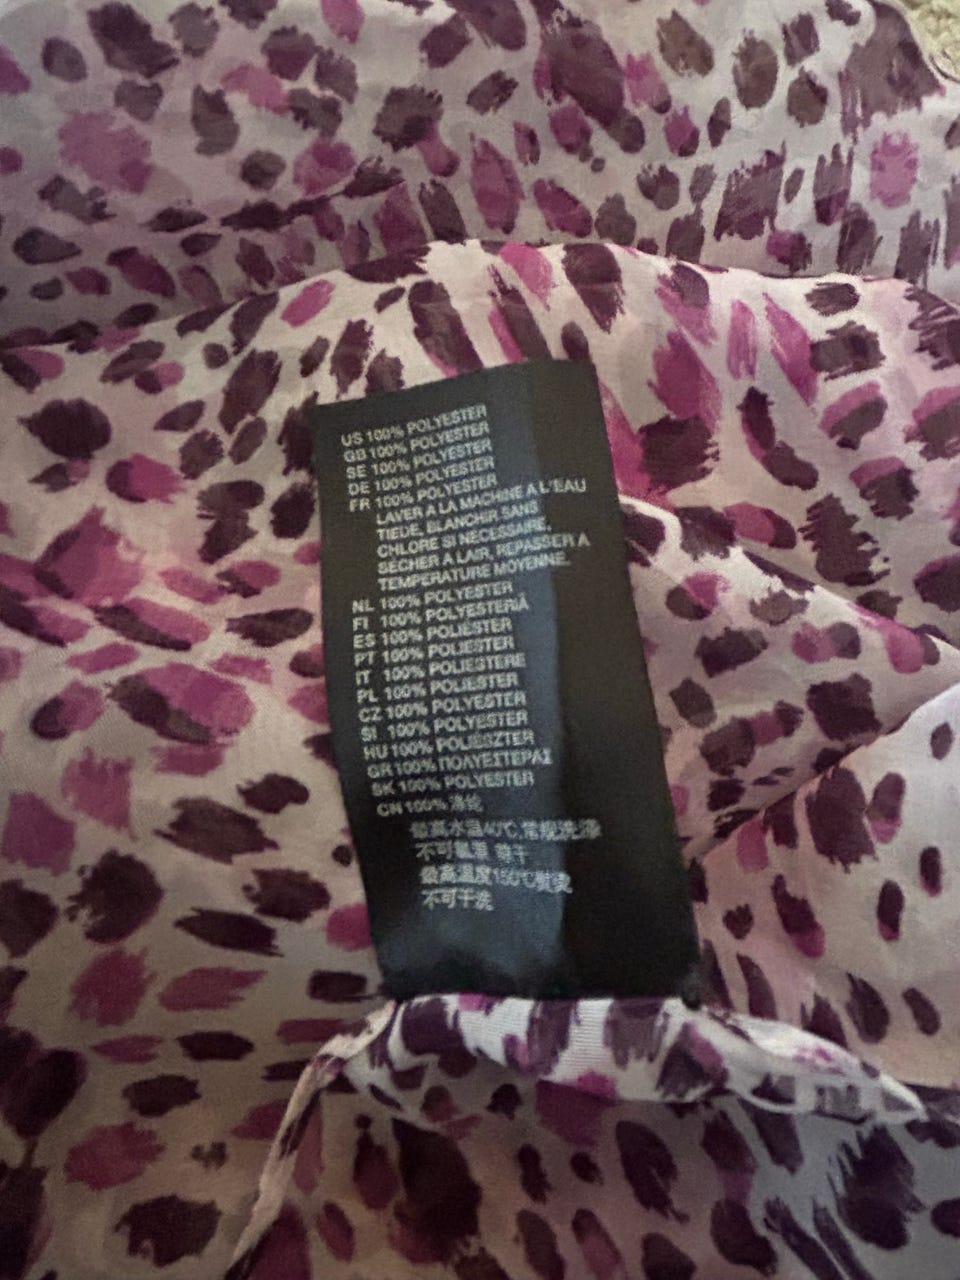 US 100% POLYESTER
GB 100% POLYESTER
SE 100% POLYESTER
DE 100% POLYESTER
FR 100% POLYESTER
LAVER A LA MACHINE A L'EAU
TIEDE, BLANCHIR SANS
CHLORE SI NECESSAIRE,
SECHER A L'AIR, REPASSER A
TEMPERATURE MOYENNE.
NL 100% POLYESTER
FI 100% POLYESTERIÄ
ES 100% POLIÉSTER
PT 100% POLIÉSTER
IT 100% POLIESTERE
PL 100% POLIESTER
CZ 100% POLYESTER
SI 100% POLYESTER
HU 100% POLIÉSZTER
GR 100% ΠΟΛΥΕΣΤΕΡΑΣ
SK 100% POLYESTER
CN 100% 涤纶
最高水温40℃,常规洗涤
不可氯漂
最高温度150℃熨烫
不可干洗